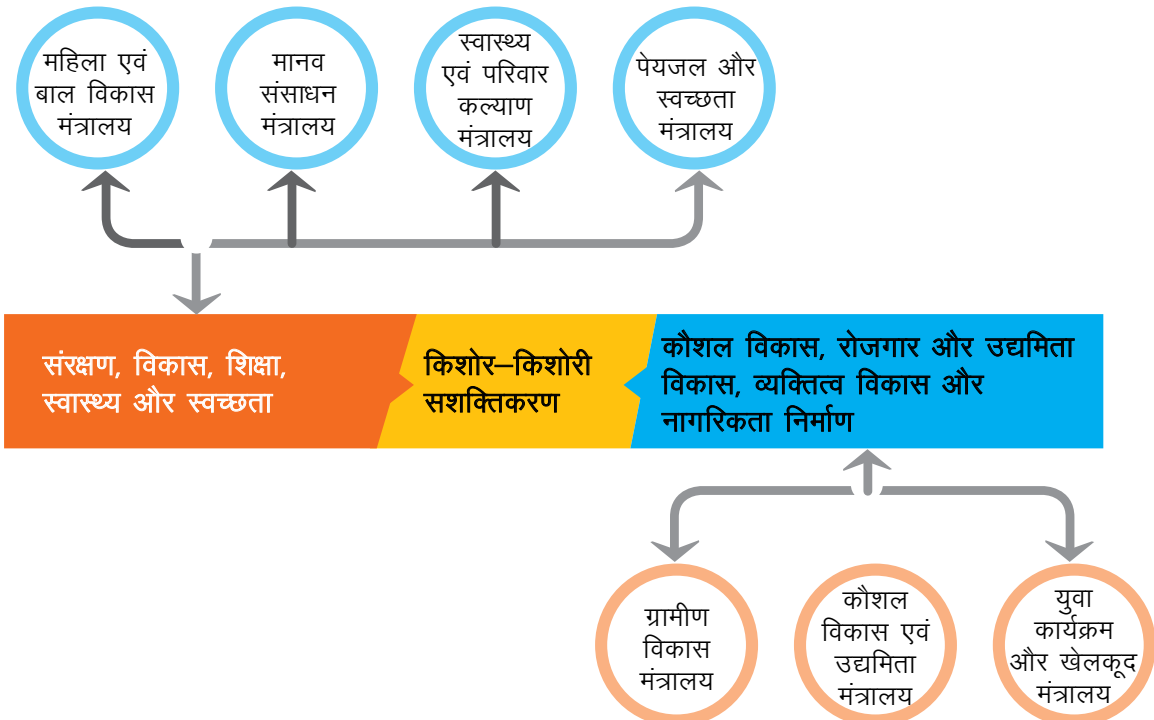 महिला एवं
बाल विकास
मंत्रालय
मानव
संसाधन
मंत्रालय
स्वास्थ्य
एवं परिवार
कल्याण
मंत्रालय
पेयजल और
स्वच्छता
मंत्रालय
संरक्षण, विकास, शिक्षा,
स्वास्थ्य और स्वच्छता
किशोर–किशोरी
सशक्तिकरण
कौशल विकास, रोजगार और उद्यमिता
विकास, व्यक्तित्व विकास और
नागरिकता निर्माण
ग्रामीण
विकास
मंत्रालय
कौशल
विकास एवं
उद्यमिता
मंत्रालय
युवा
कार्यक्रम
और खेलकूद
मंत्रालय